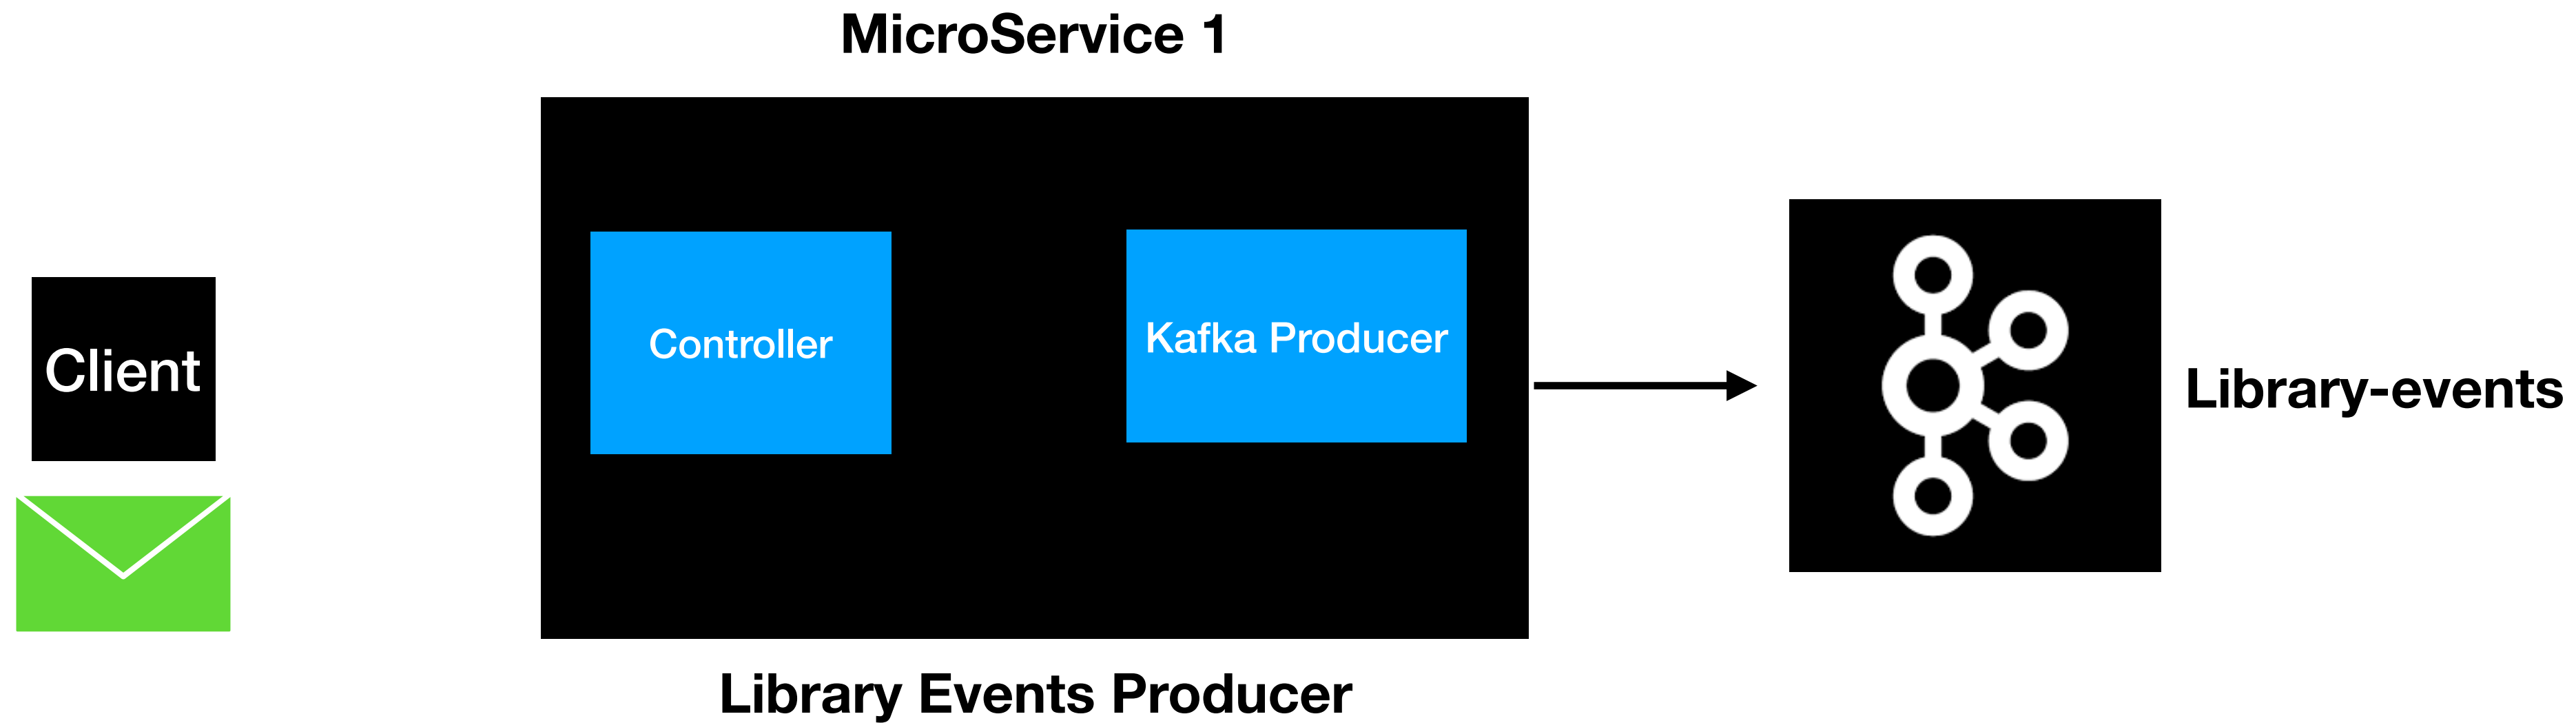 MicroService 1
Client
Controller
Kafka Producer
Library-events
Library Events Producer